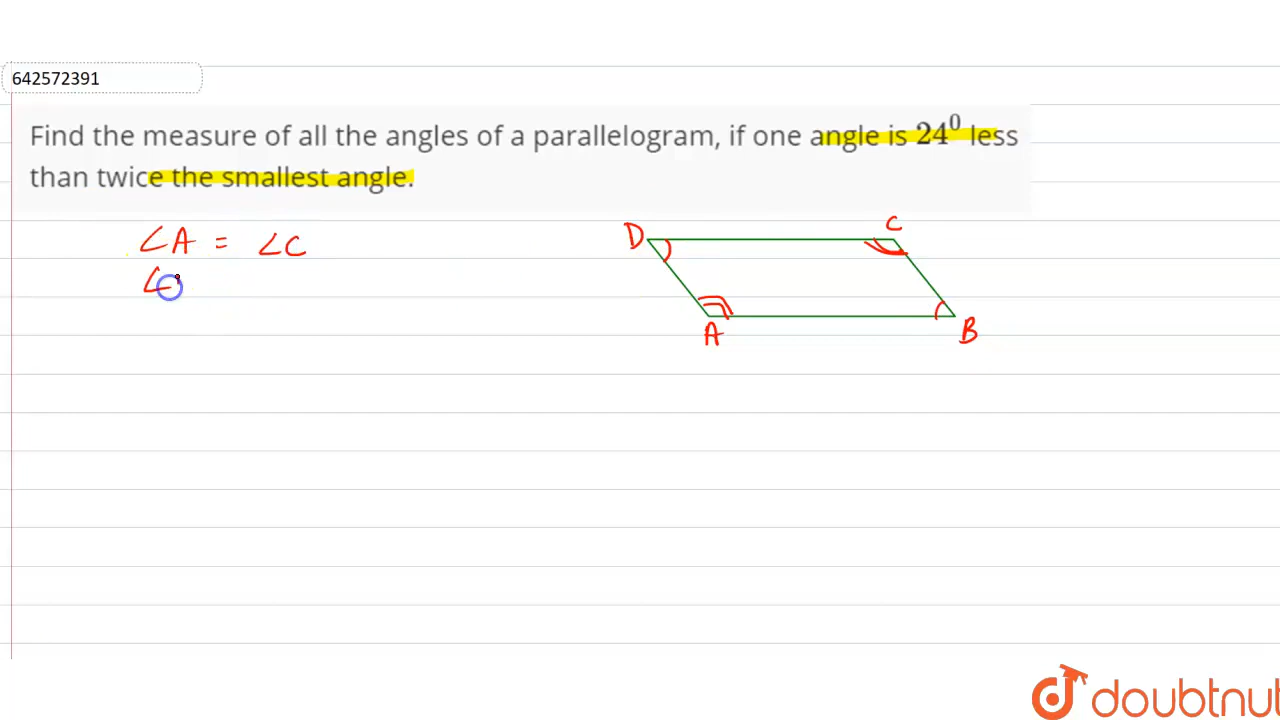 642572391
Find the measure of all the angles of a parallelogram, if one angle is 24⁰ less
than twice the smallest angle.
∠A = ∠C
∠
D
C
A
B
doubtnut